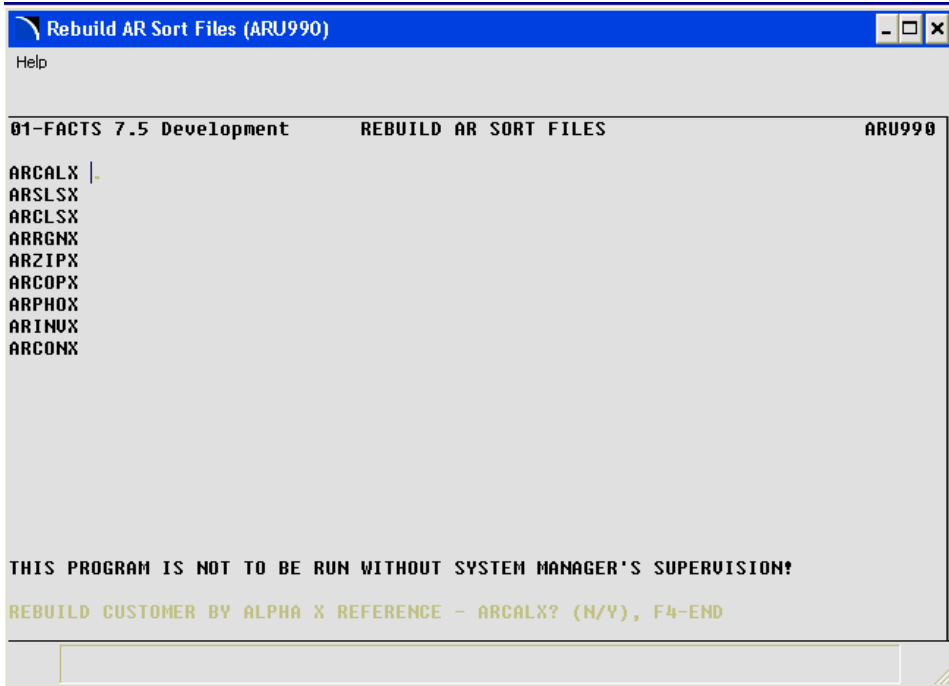 Rebuild AR Sort Files (ARU990)
Help
01-FACTS 7.5 Development REBUILD AR SORT FILES ARU990
ARCALX .
ARSLSX
ARCLSX
ARRGNX
ARZIPX
ARCOPX
ARPHOX
ARINVX
ARCONX
THIS PROGRAM IS NOT TO BE RUN WITHOUT SYSTEM MANAGER'S SUPERVISION!
REBUILD CUSTOMER BY ALPHA X REFERENCE - ARCALX? (N/Y), F4-END